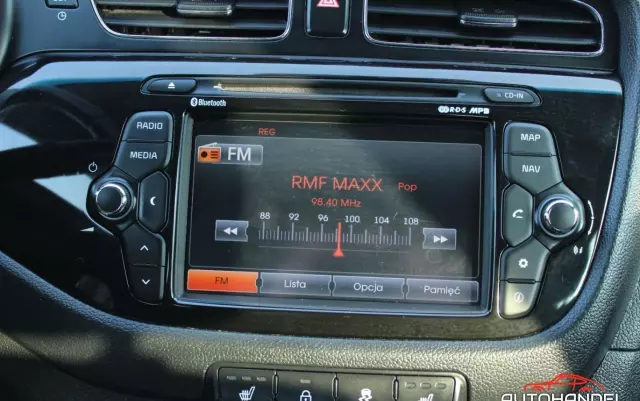 Bluetooth
R·D·S MP3
CD-IN
RADIO
MEDIA
MAP
NAV
REG
FM
RMF MAXX Pop
98.40 MHz
88 92 96 100 104 108
FM Lista Opcja Pamięć
AUTOHANDEL